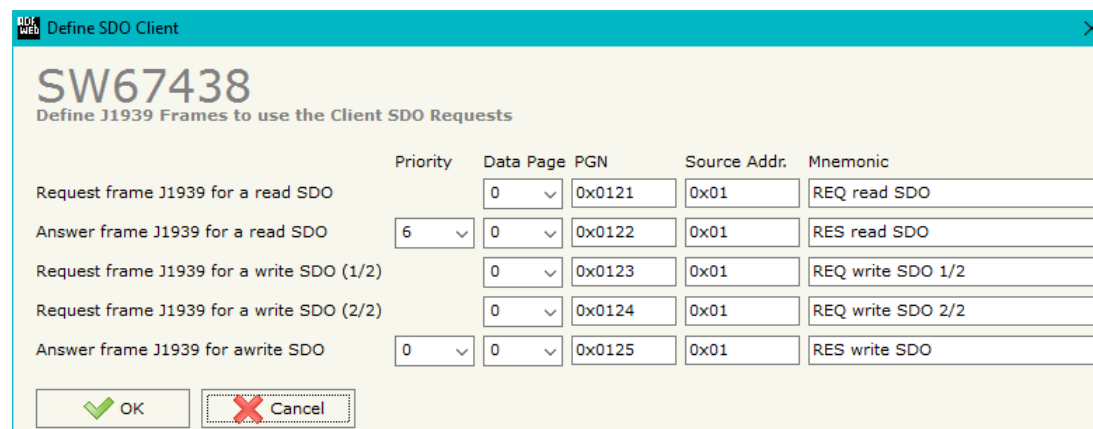 ADF WEB Define SDO Client
SW67438
Define J1939 Frames to use the Client SDO Requests
Priority Data Page PGN Source Addr. Mnemonic
Request frame J1939 for a read SDO 0 0x0121 0x01 REQ read SDO
Answer frame J1939 for a read SDO 6 0 0x0122 0x01 RES read SDO
Request frame J1939 for a write SDO (1/2) 0 0x0123 0x01 REQ write SDO 1/2
Request frame J1939 for a write SDO (2/2) 0 0x0124 0x01 REQ write SDO 2/2
Answer frame J1939 for awrite SDO 0 0 0x0125 0x01 RES write SDO
OK Cancel